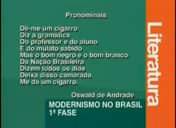 Pronominais
Dê-me um cigarro
Diz a gramática
Do professor e do aluno
E do mulato sabido
Mas o bom negro e o bom branco
Da Nação Brasileira
Dizem todos os dias
Deixa disso camarada
Me dá um cigarro.
Oswald de Andrade
MODERNISMO NO BRASIL
1ª FASE
Literatura